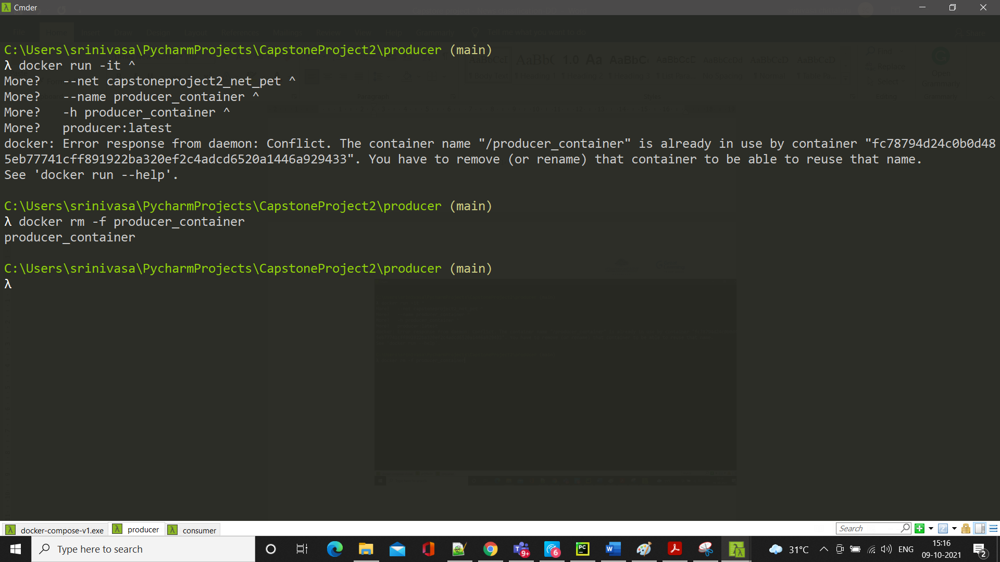 Cmder
C:\Users\srinivasa\PycharmProjects\CapstoneProject2\producer (main)
λ docker run -it ^
More?   --net capstoneproject2_net_pet ^
More?   --name producer_container ^
More?   -h producer_container ^
More?   producer:latest
docker: Error response from daemon: Conflict. The container name "/producer_container" is already in use by container "fc78794d24c0b0d48
5eb77741cff891922ba320ef2c4adcd6520a1446a929433". You have to remove (or rename) that container to be able to reuse that name.
See 'docker run --help'.
C:\Users\srinivasa\PycharmProjects\CapstoneProject2\producer (main)
λ docker rm -f producer_container
producer_container
C:\Users\srinivasa\PycharmProjects\CapstoneProject2\producer (main)
λ
docker-compose-v1.exe producer consumer Search
Type here to search 9+ 6 PC 31°C ENG 15:16
09-10-2021 2